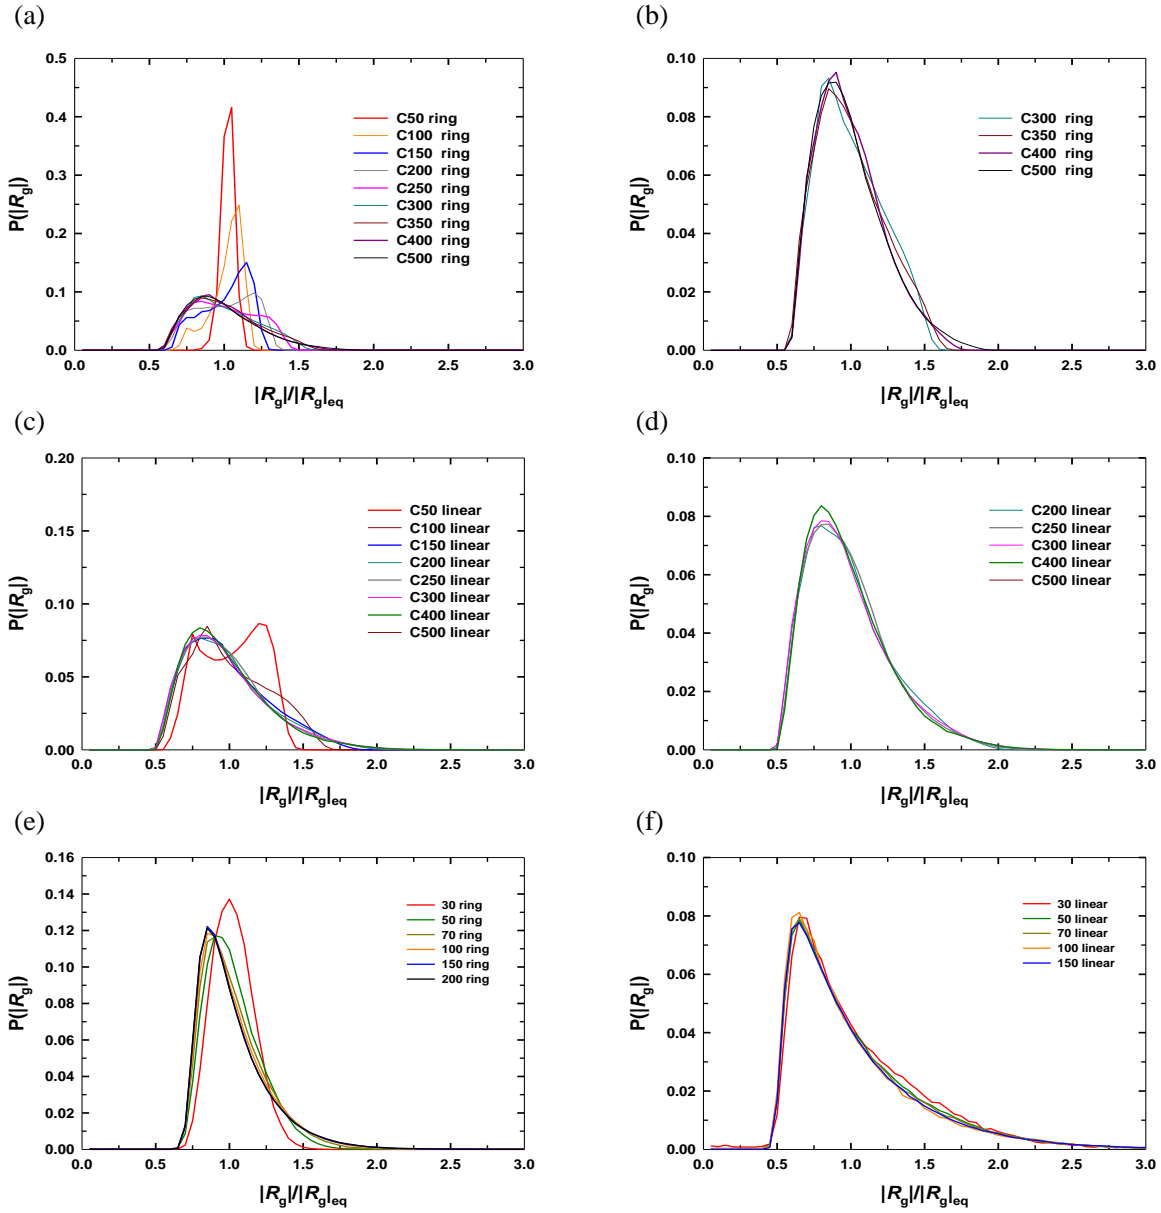 (a)
0.5
0.4
0.3
0.2
0.1
0.0
P(|Rg|)
C50 ring
C100 ring
C150 ring
C200 ring
C250 ring
C300 ring
C350 ring
C400 ring
C500 ring
0.0 0.5 1.0 1.5 2.0 2.5 3.0
|Rg|/|Rg|eq
(b)
0.10
0.08
0.06
0.04
0.02
0.00
P(|Rg|)
C300 ring
C350 ring
C400 ring
C500 ring
0.0 0.5 1.0 1.5 2.0 2.5 3.0
|Rg|/|Rg|eq
(c)
0.20
0.15
0.10
0.05
0.00
P(|Rg|)
C50 linear
C100 linear
C150 linear
C200 linear
C250 linear
C300 linear
C400 linear
C500 linear
0.0 0.5 1.0 1.5 2.0 2.5 3.0
|Rg|/|Rg|eq
(d)
0.10
0.08
0.06
0.04
0.02
0.00
P(|Rg|)
C200 linear
C250 linear
C300 linear
C400 linear
C500 linear
0.0 0.5 1.0 1.5 2.0 2.5 3.0
|Rg|/|Rg|eq
(e)
0.16
0.14
0.12
0.10
0.08
0.06
0.04
0.02
0.00
P(|Rg|)
30 ring
50 ring
70 ring
100 ring
150 ring
200 ring
0.0 0.5 1.0 1.5 2.0 2.5 3.0
|Rg|/|Rg|eq
(f)
0.10
0.08
0.06
0.04
0.02
0.00
P(|Rg|)
30 linear
50 linear
70 linear
100 linear
150 linear
0.0 0.5 1.0 1.5 2.0 2.5 3.0
|Rg|/|Rg|eq